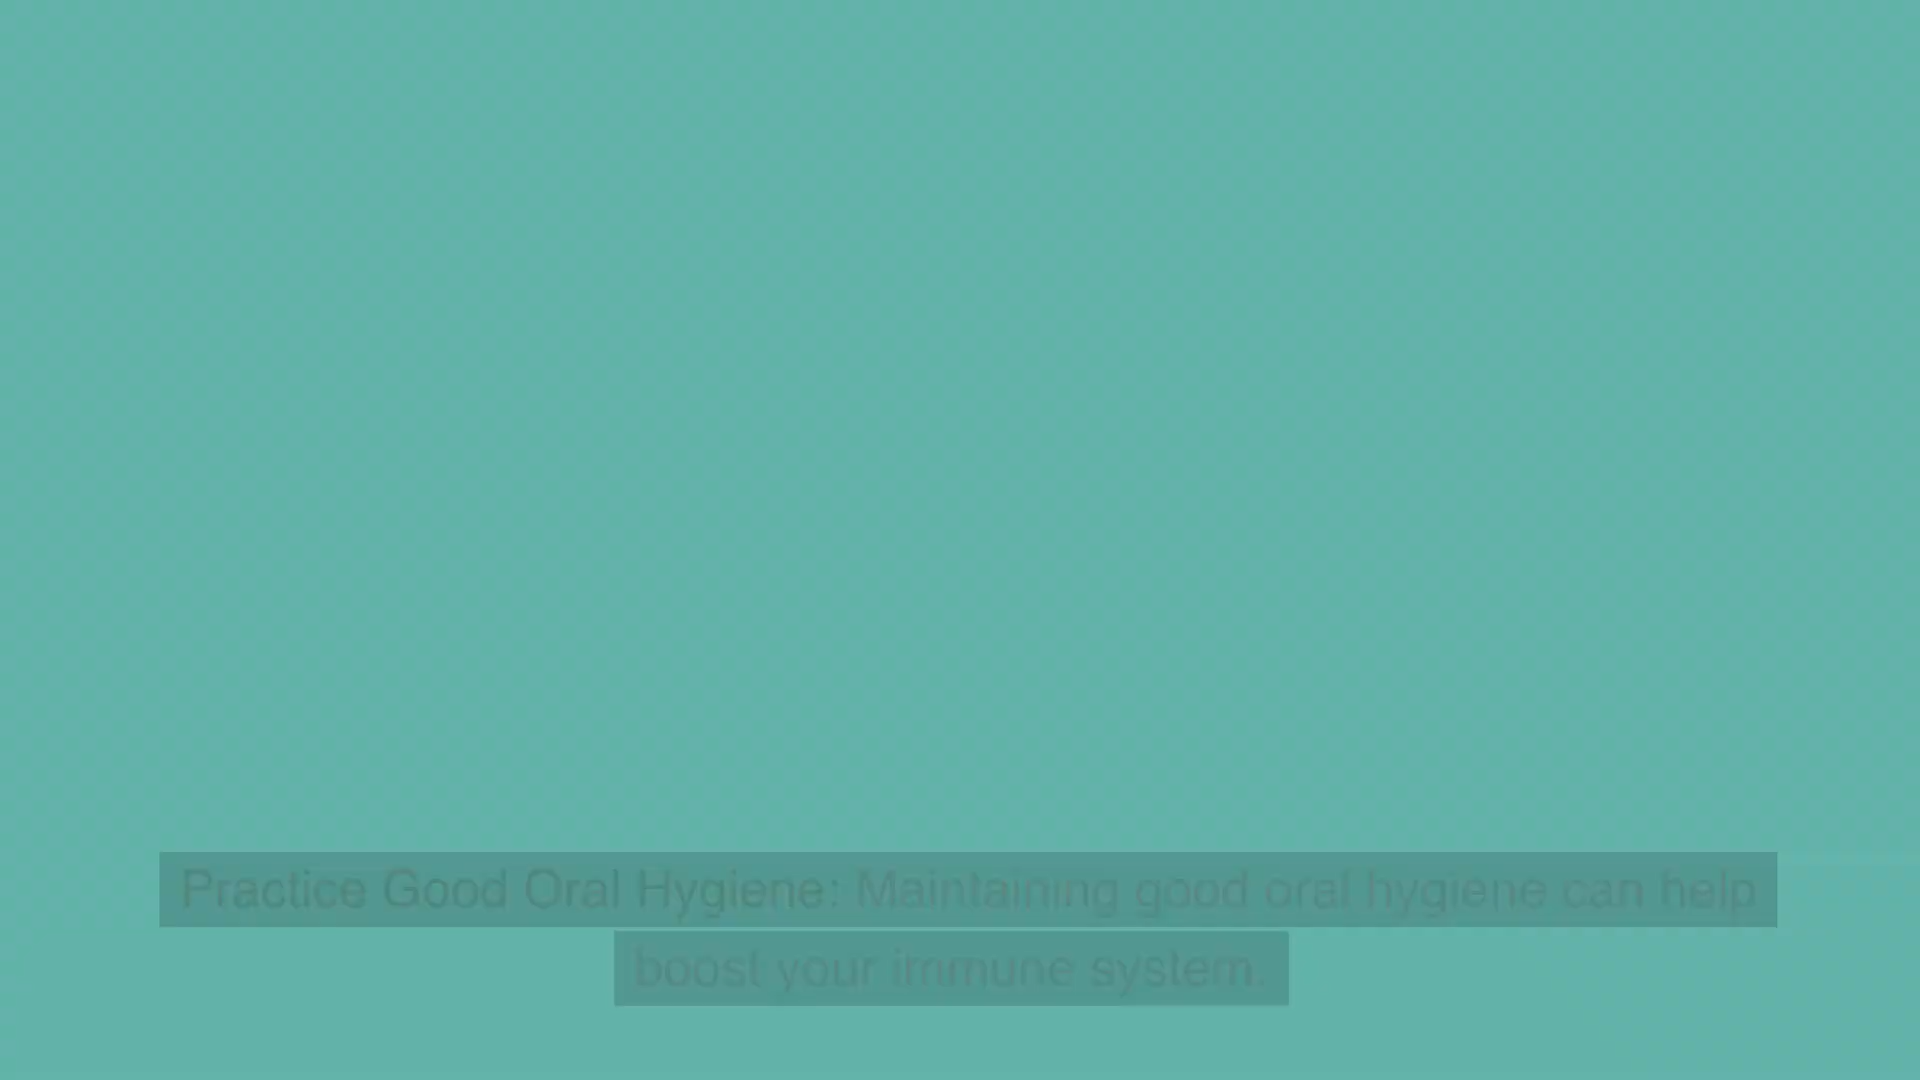 Practice Good Oral Hygiene: Maintaining good oral hygiene can help
boost your immune system.